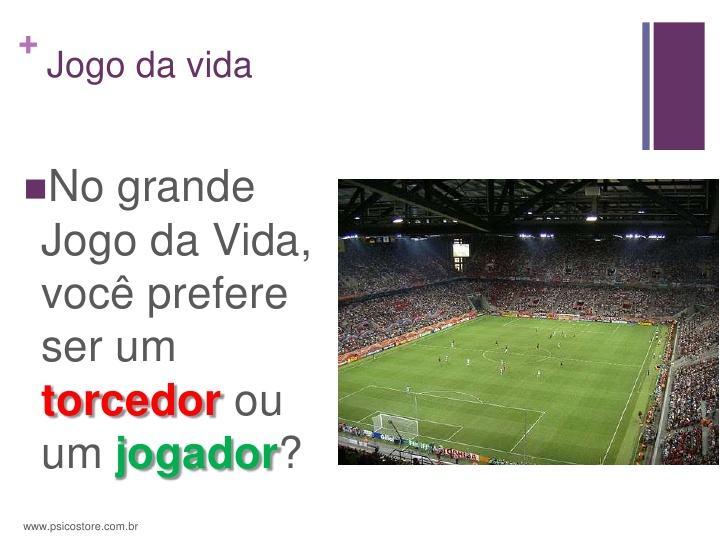 +
Jogo da vida
No grande
Jogo da Vida,
você prefere
ser um
torcedor ou
um jogador?
www.psicostore.com.br